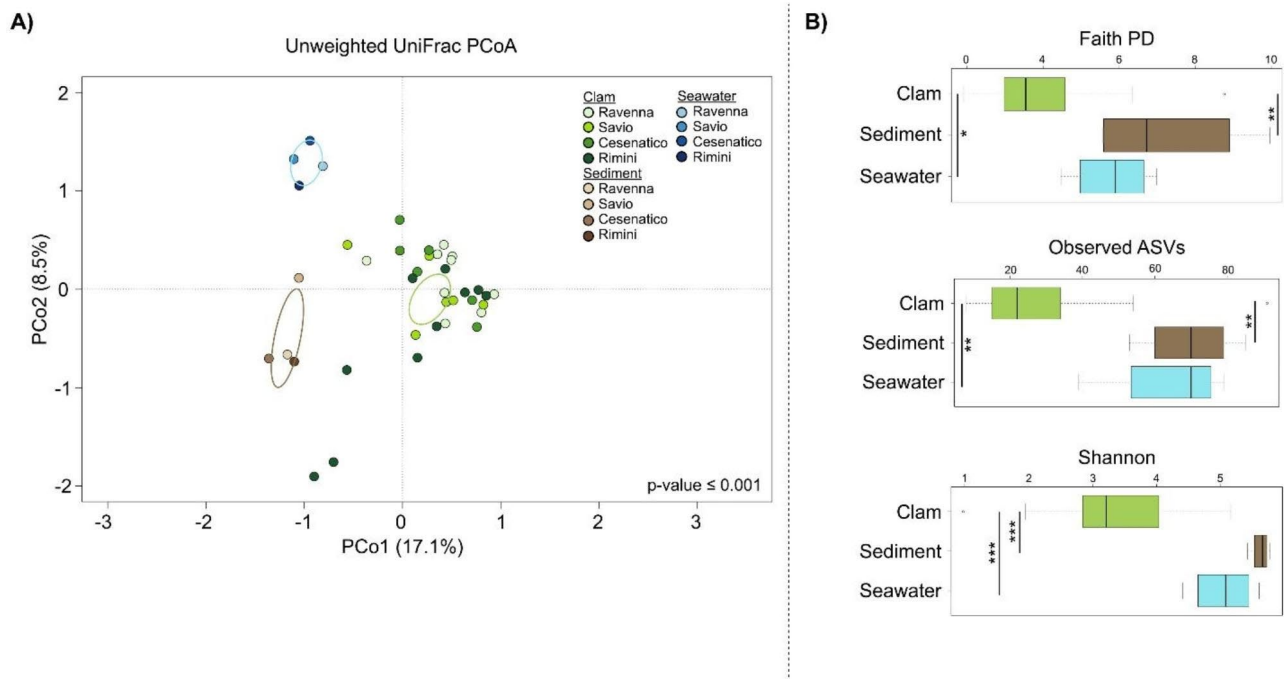 A)
Unweighted UniFrac PCoA
Clam
Ravenna
Savio
Cesenatico
Rimini
Sediment
Ravenna
Savio
Cesenatico
Rimini
Seawater
Ravenna
Savio
Cesenatico
Rimini
2
1
0
-1
-2
PCo2 (8.5%)
p-value ≤ 0.001
-3 -2 -1 0 1 2 3
PCo1 (17.1%)
B)
Faith PD
0 4 6 8 10
Clam
Sediment
Seawater
*
**
Observed ASVs
20 40 60 80
Clam
Sediment
Seawater
**
**
Shannon
1 2 3 4 5
Clam
Sediment
Seawater
***
***